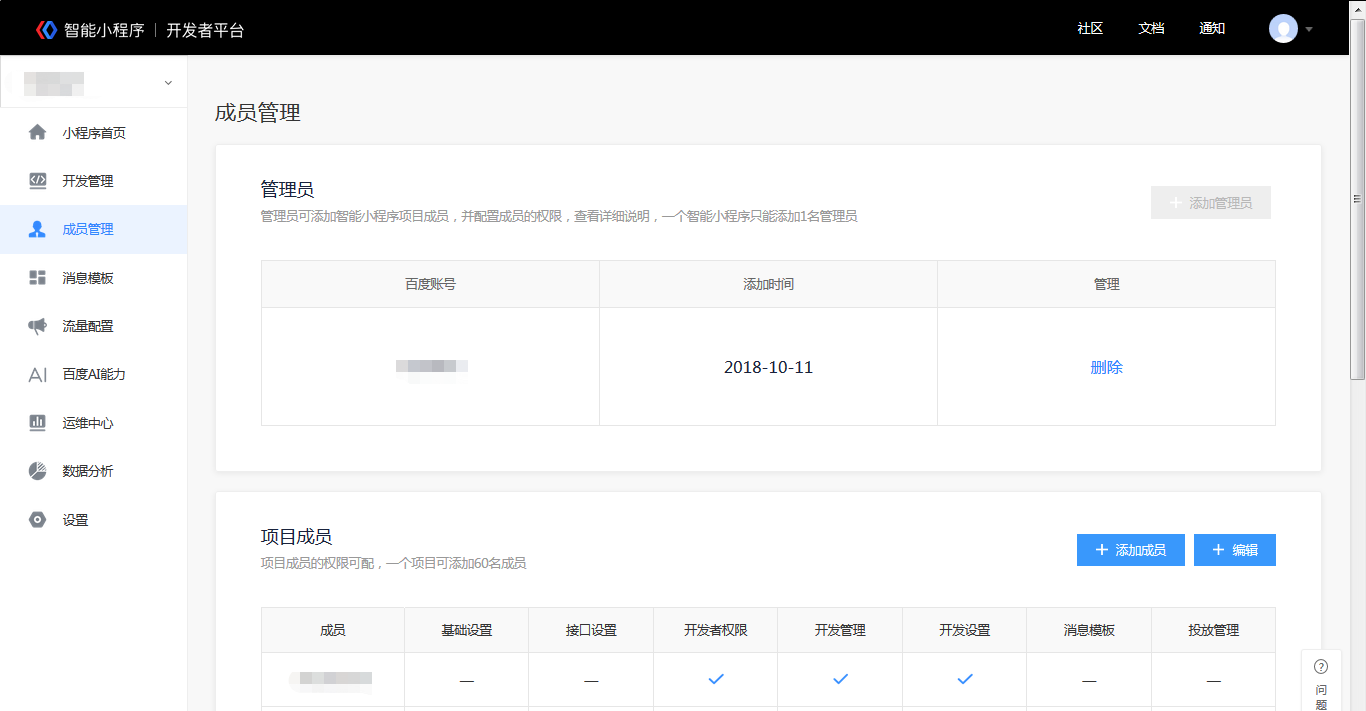 智能小程序 | 开发者平台
社区 文档 通知
小程序首页
开发管理
成员管理
消息模板
流量配置
AI 百度AI能力
运维中心
数据分析
设置
成员管理
管理员
管理员可添加智能小程序项目成员，并配置成员的权限，查看详细说明，一个智能小程序只能添加1名管理员
+ 添加管理员
百度账号 添加时间 管理
2018-10-11 删除
项目成员
项目成员的权限可配，一个项目可添加60名成员
+ 添加成员 + 编辑
成员 基础设置 接口设置 开发者权限 开发管理 开发设置 消息模板 投放管理
— — ✓ ✓ ✓ — —
?
问
题